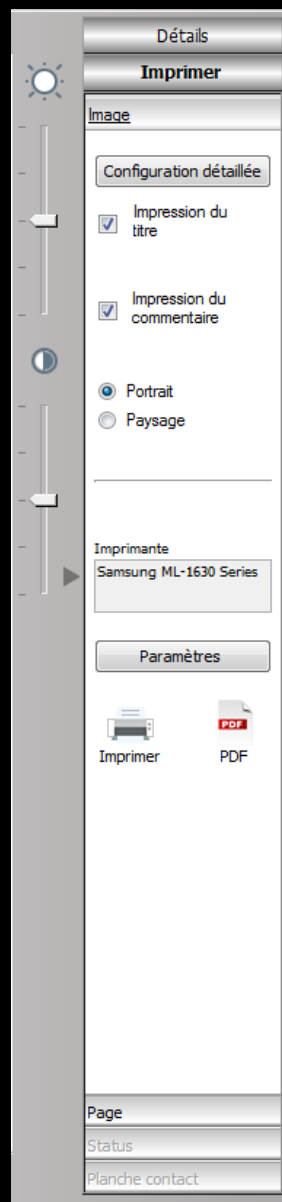 Détails
Imprimer
Image
Configuration détaillée
Impression du
titre
Impression du
commentaire
Portrait
Paysage
Imprimante
Samsung ML-1630 Series
Paramètres
PDF
Imprimer PDF
Page
Status
Planche contact